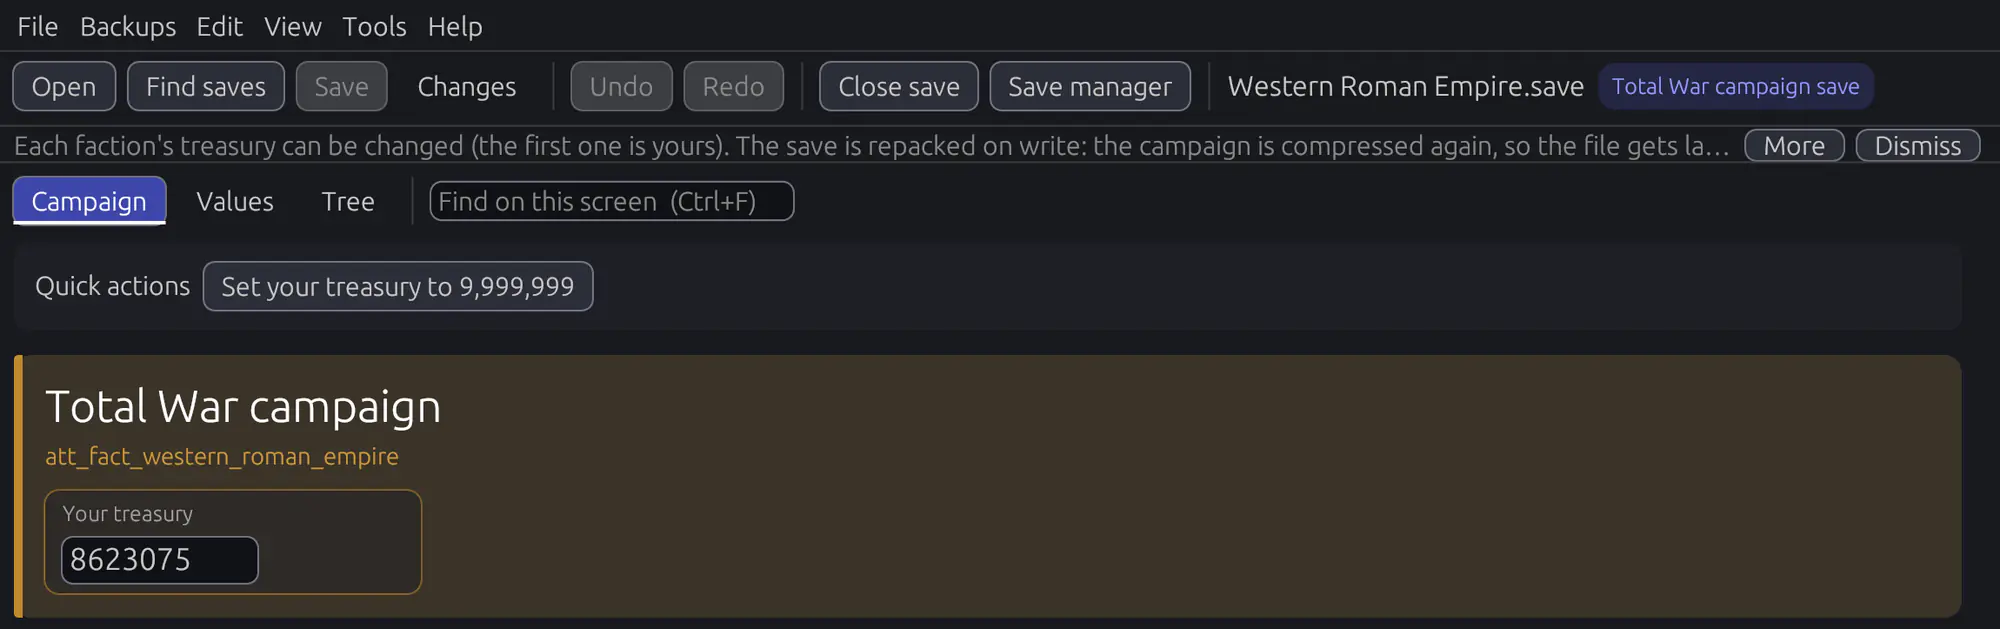 File Backups Edit View Tools Help
Open Find saves Save Changes Undo Redo Close save Save manager Western Roman Empire.save Total War campaign save
Each faction's treasury can be changed (the first one is yours). The save is repacked on write: the campaign is compressed again, so the file gets la... More Dismiss
Campaign Values Tree Find on this screen (Ctrl+F)
Quick actions Set your treasury to 9,999,999
Total War campaign
att_fact_western_roman_empire
Your treasury
8623075